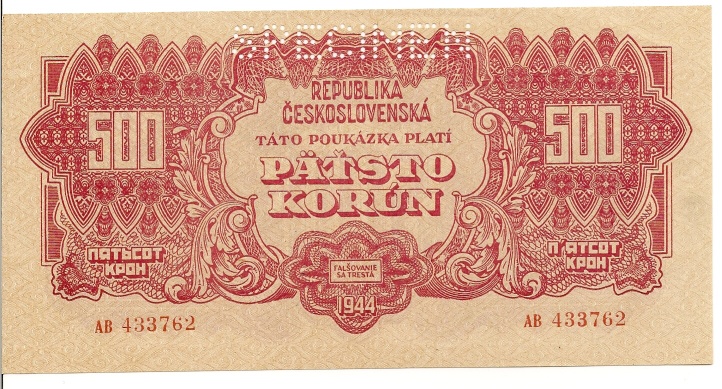 SPECIMEN
REPUBLIKA
ČESKOSLOVENSKÁ
TÁTO POUKÁZKA PLATÍ
500
PÄŤSTO
500
KORÚN
ПЯТЬСОТ
КРОН
П'ЯТСОТ
КРОН
FALŠOVANIE
SA TRESTÁ
1944
AB 433762
AB 433762